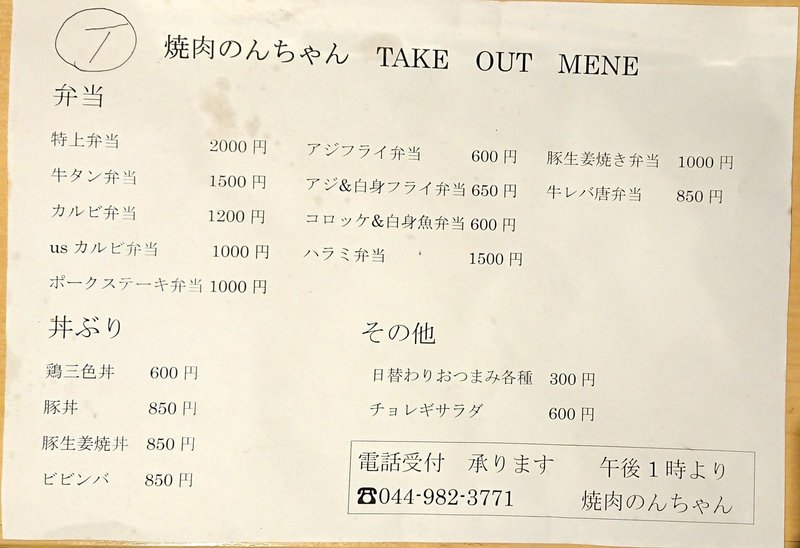 T
焼肉のんちゃん TAKE OUT MENE
弁当
特上弁当 2000円
牛タン弁当 1500円
カルビ弁当 1200円
usカルビ弁当 1000円
ポークステーキ弁当 1000円
アジフライ弁当 600円
アジ&白身フライ弁当 650円
コロッケ&白身魚弁当 600円
ハラミ弁当 1500円
豚生姜焼き弁当 1000円
牛レバ唐弁当 850円
丼ぶり
鶏三色丼 600円
豚丼 850円
豚生姜焼丼 850円
ビビンバ 850円
その他
日替わりおつまみ各種 300円
チョレギサラダ 600円
電話受付 承ります 午後1時より
☎044-982-3771 焼肉のんちゃん